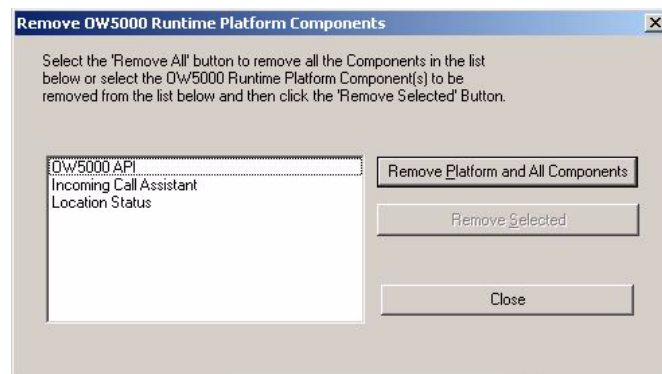 Remove OW5000 Runtime Platform Components
Select the 'Remove All' button to remove all the Components in the list
below or select the OW5000 Runtime Platform Component(s) to be
removed from the list below and then click the 'Remove Selected' Button.
OW5000 API
Incoming Call Assistant
Location Status
Remove Platform and All Components
Remove Selected
Close